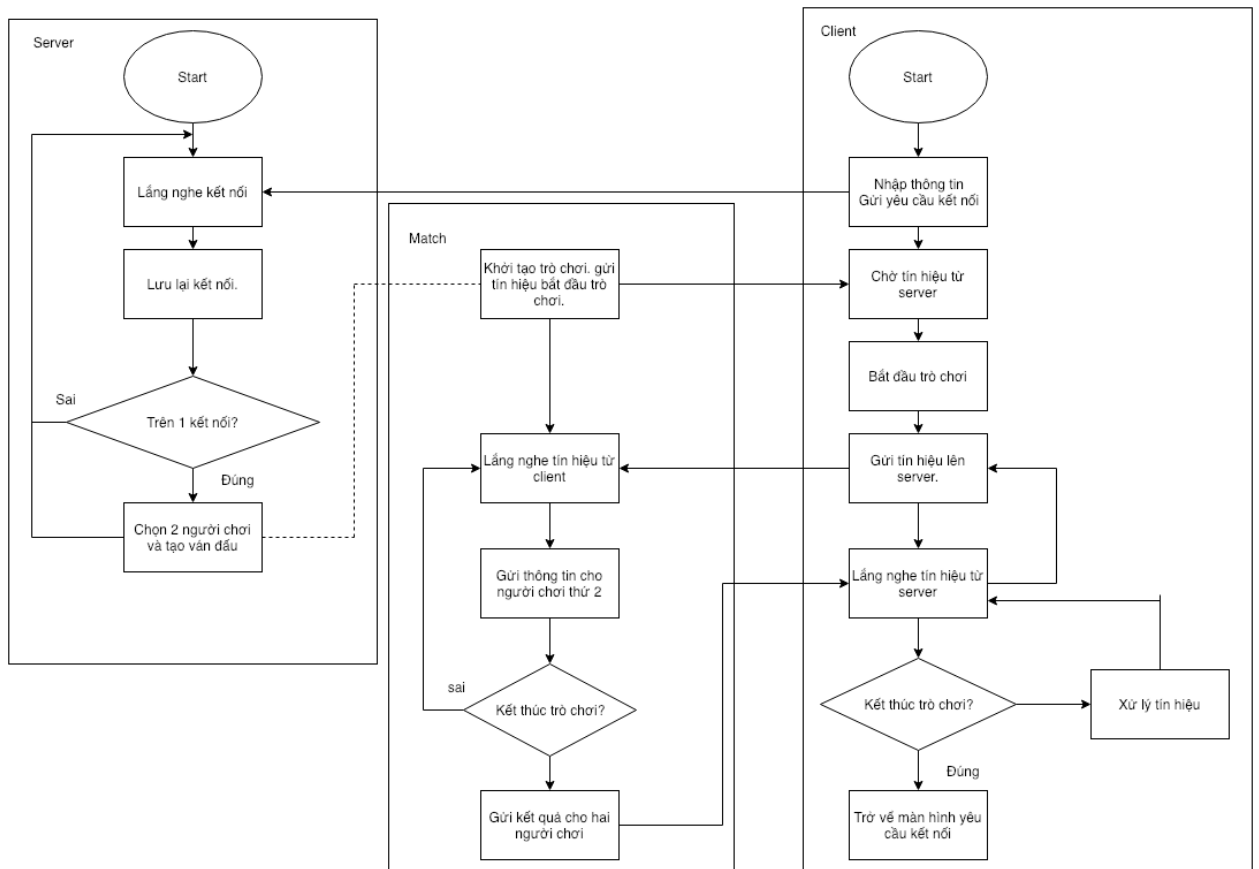 Server
Start
Lắng nghe kết nối
Lưu lại kết nối.
Sai
Trên 1 kết nối?
Đúng
Chọn 2 người chơi
và tạo ván đấu
Match
Khởi tạo trò chơi. gửi
tín hiệu bắt đầu trò
chơi.
Lắng nghe tín hiệu từ
client
Gửi thông tin cho
người chơi thứ 2
sai
Kết thúc trò chơi?
Gửi kết quả cho hai
người chơi
Client
Start
Nhập thông tin
Gửi yêu cầu kết nối
Chờ tín hiệu từ
server
Bắt đầu trò chơi
Gửi tín hiệu lên
server.
Lắng nghe tín hiệu từ
server
Kết thúc trò chơi?
Xử lý tín hiệu
Đúng
Trở về màn hình yêu
cầu kết nối